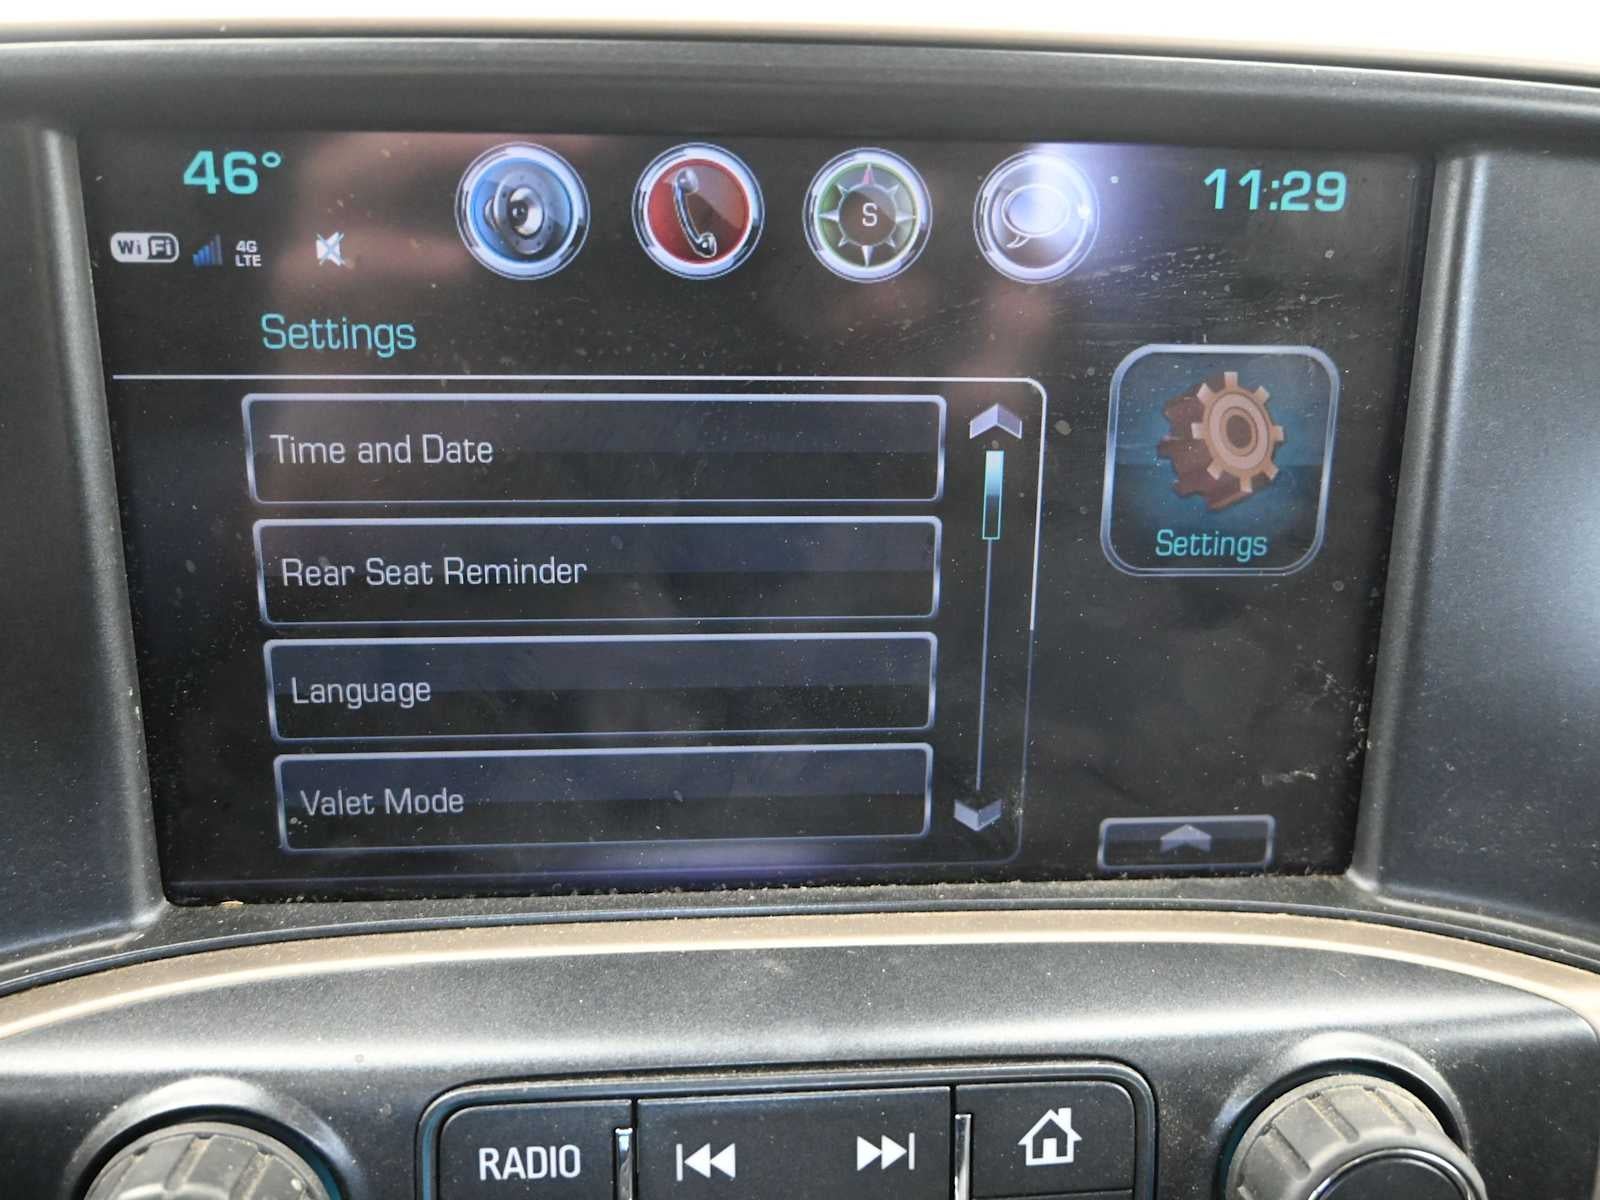 46°
11:29
WiFi
4G
LTE
S
Settings
Time and Date
Rear Seat Reminder
Language
Valet Mode
Settings
RADIO